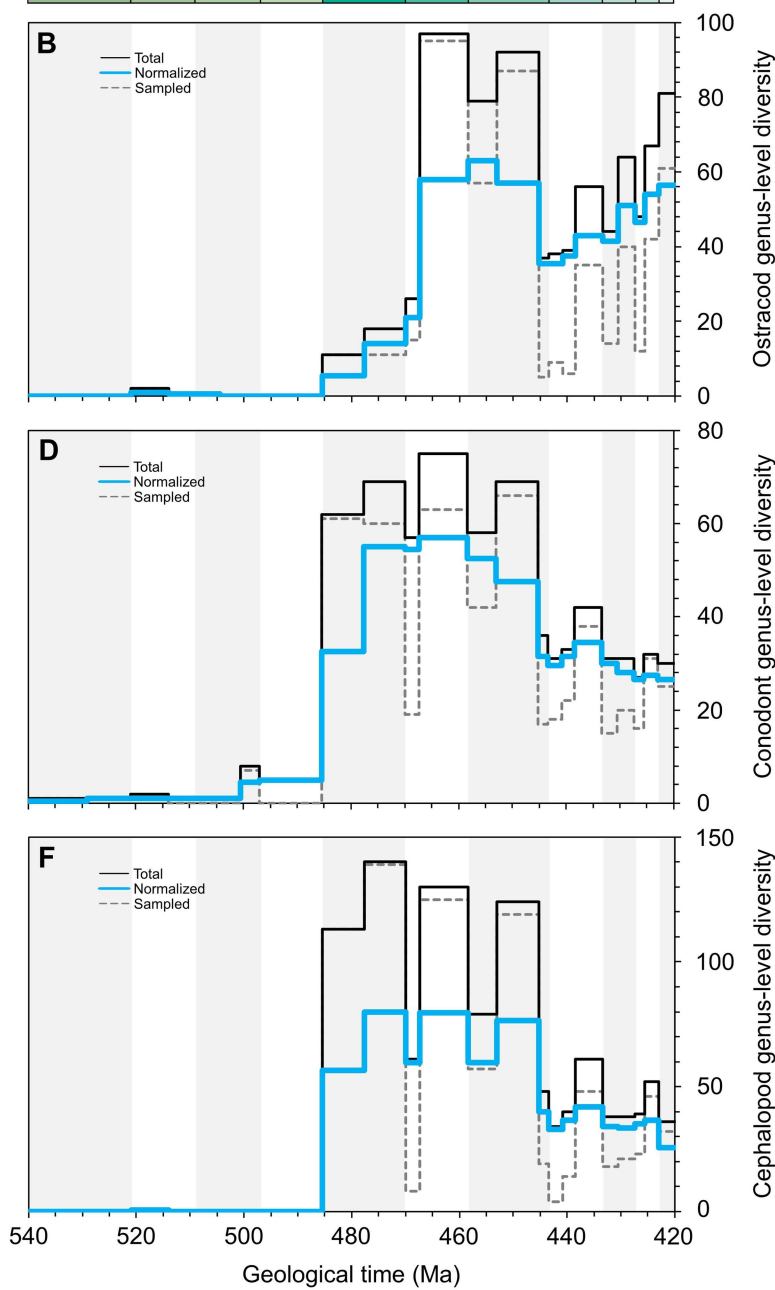 B
Total
Normalized
Sampled
100
80
60
40
20
0
Ostracod genus-level diversity
D
Total
Normalized
Sampled
80
60
40
20
0
Conodont genus-level diversity
F
Total
Normalized
Sampled
150
100
50
0
Cephalopod genus-level diversity
540 520 500 480 460 440 420
Geological time (Ma)